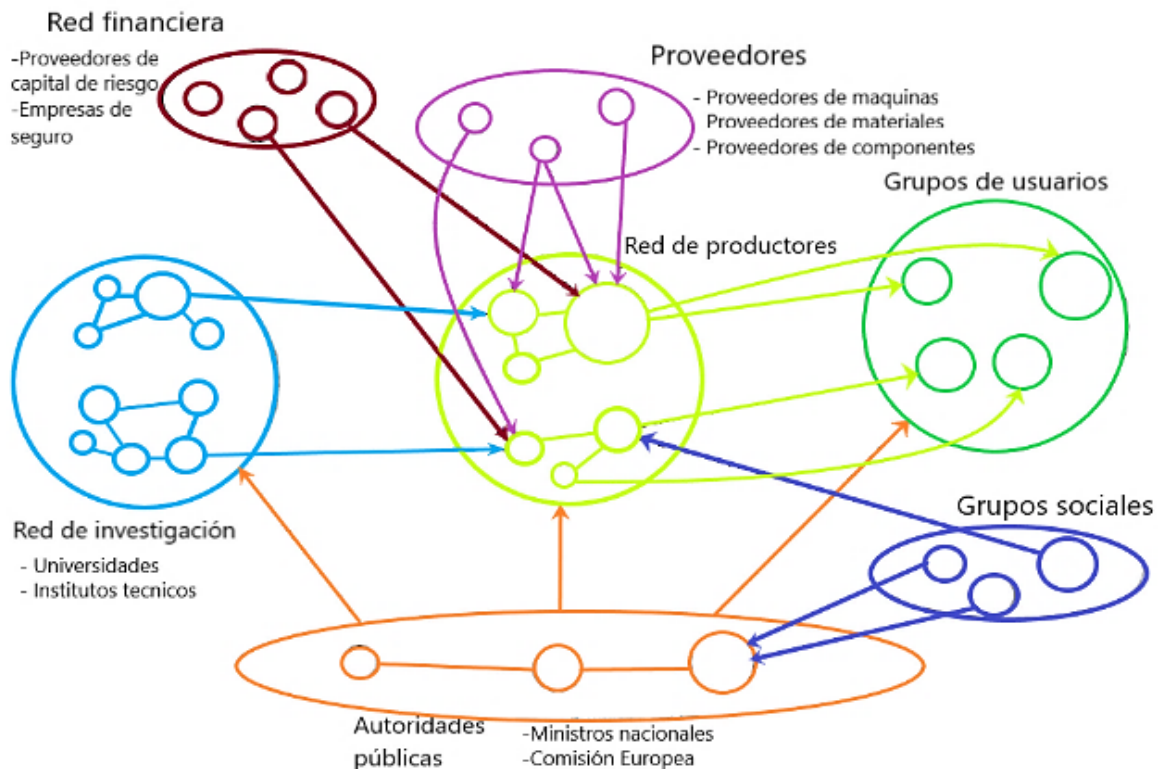 Red financiera
-Proveedores de
capital de riesgo
-Empresas de
seguro
Proveedores
- Proveedores de maquinas
Proveedores de materiales
- Proveedores de componentes
Grupos de usuarios
Red de productores
Red de investigación
- Universidades
- Institutos tecnicos
Grupos sociales
Autoridades
públicas
-Ministros nacionales
-Comisión Europea